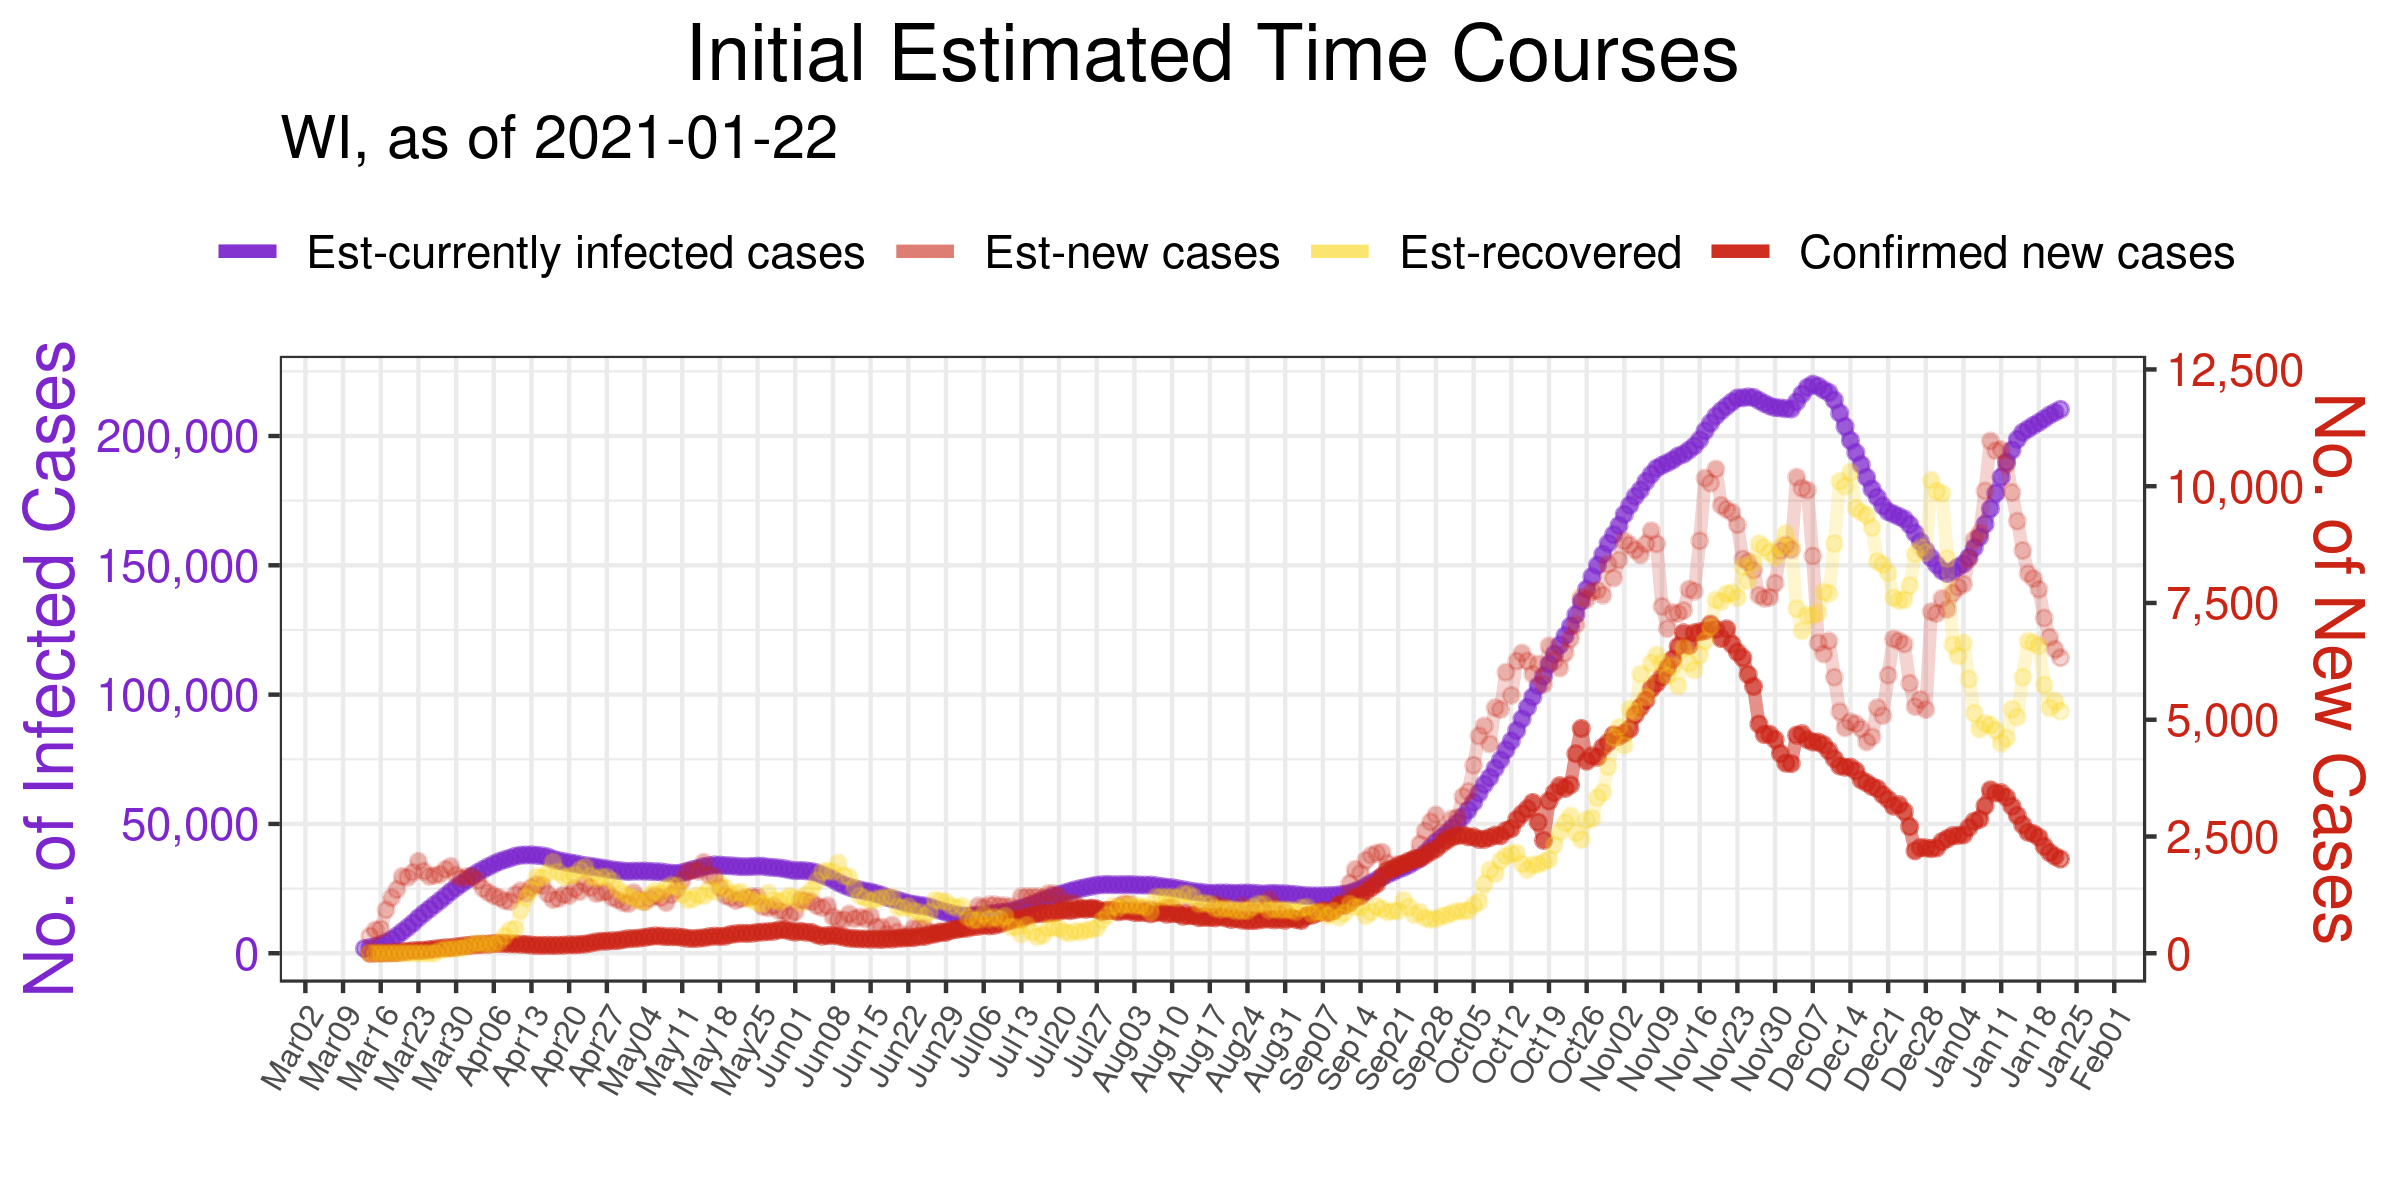 Initial Estimated Time Courses
WI, as of 2021-01-22
Est-currently infected cases Est-new cases Est-recovered Confirmed new cases
No. of Infected Cases
200,000
150,000
100,000
50,000
0
12,500
10,000
7,500
5,000
2,500
0
No. of New Cases
Mar02 Mar09 Mar16 Mar23 Mar30 Apr06 Apr13 Apr20 Apr27 May04 May11 May18 May25 Jun01 Jun08 Jun15 Jun22 Jun29 Jul06 Jul13 Jul20 Jul27 Aug03 Aug10 Aug17 Aug24 Aug31 Sep07 Sep14 Sep21 Sep28 Oct05 Oct12 Oct19 Oct26 Nov02 Nov09 Nov16 Nov23 Nov30 Dec07 Dec14 Dec21 Dec28 Jan04 Jan11 Jan18 Jan25 Feb01